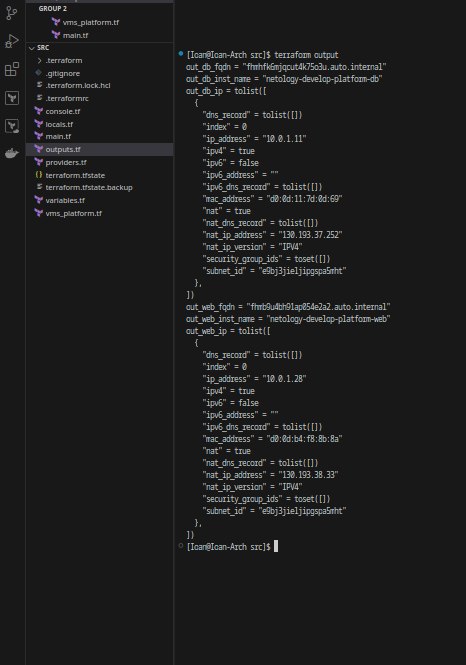 GROUP 2
vms_platform.tf
main.tf
SRC
.terraform
.gitignore
.terraform.lock.hcl
.terraformrc
console.tf
locals.tf
main.tf
outputs.tf
providers.tf
terraform.tfstate
terraform.tfstate.backup
variables.tf
vms_platform.tf
[Ioan@Ioan-Arch src]$ terraform output
out_db_fqdn = "fhmhfk6mjqcut4k75o3u.auto.internal"
out_db_inst_name = "netology-develop-platform-db"
out_db_ip = tolist([
{
"dns_record" = tolist([])
"index" = 0
"ip_address" = "10.0.1.11"
"ipv4" = true
"ipv6" = false
"ipv6_address" = ""
"ipv6_dns_record" = tolist([])
"mac_address" = "d0:0d:11:7d:0d:69"
"nat" = true
"nat_dns_record" = tolist([])
"nat_ip_address" = "130.193.37.252"
"nat_ip_version" = "IPV4"
"security_group_ids" = toset([])
"subnet_id" = "e9bj3jieljipgspa5mht"
},
])
out_web_fqdn = "fhmb9u4bh91ap054e2a2.auto.internal"
out_web_inst_name = "netology-develop-platform-web"
out_web_ip = tolist([
{
"dns_record" = tolist([])
"index" = 0
"ip_address" = "10.0.1.28"
"ipv4" = true
"ipv6" = false
"ipv6_address" = ""
"ipv6_dns_record" = tolist([])
"mac_address" = "d0:0d:b4:f8:8b:8a"
"nat" = true
"nat_dns_record" = tolist([])
"nat_ip_address" = "130.193.38.33"
"nat_ip_version" = "IPV4"
"security_group_ids" = toset([])
"subnet_id" = "e9bj3jieljipgspa5mht"
},
])
[Ioan@Ioan-Arch src]$